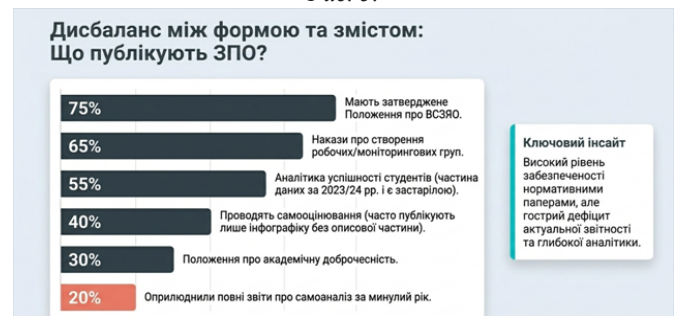 Дисбаланс між формою та змістом:
Що публікують ЗПО?
75%
Мають затверджене
Положення про ВСЗЯО.
65%
Накази про створення
робочих/моніторингових груп.
55%
Аналітика успішності студентів (частина
даних за 2023/24 рр. і є застарілою).
40%
Проводять самооцінювання (часто публікують
лише інфографіку без описової частини).
30%
Положення про академічну доброчесність.
20%
Оприлюднили повні звіти про самоаналіз за минулий рік.
Ключовий інсайт
Високий рівень
забезпеченості
нормативними
паперами, але
гострий дефіцит
актуальної звітності
та глибокої аналітики.